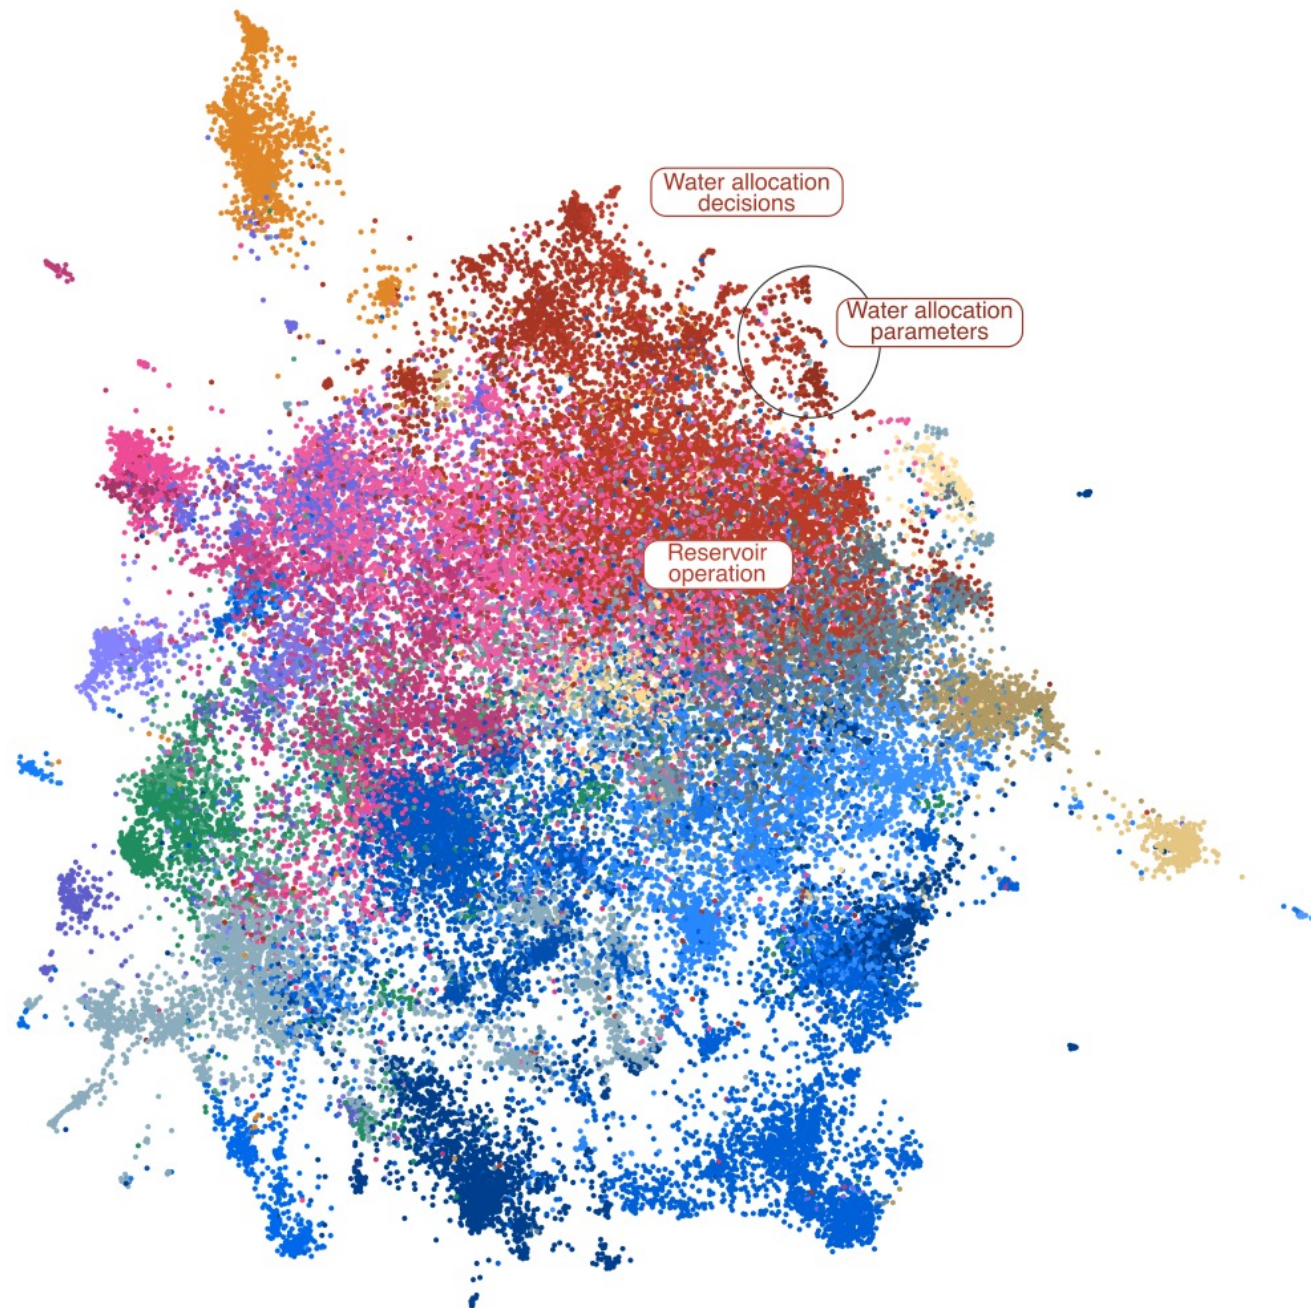 Water allocation
decisions
Water allocation
parameters
Reservoir
operation